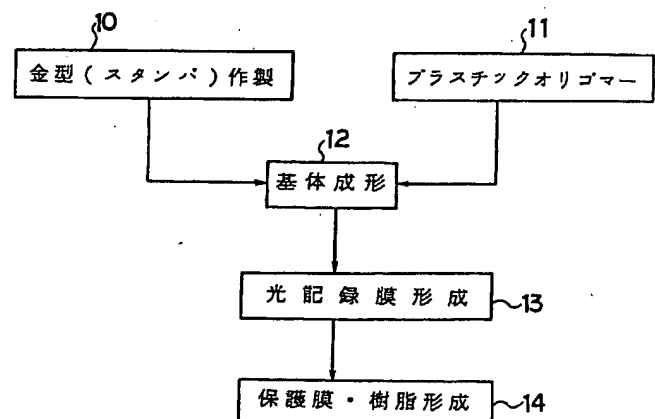 10
金型(スタンパ)作製
11
プラスチックオリゴマー
12
基体成形
光記録膜形成
13
保護膜・樹脂形成
14